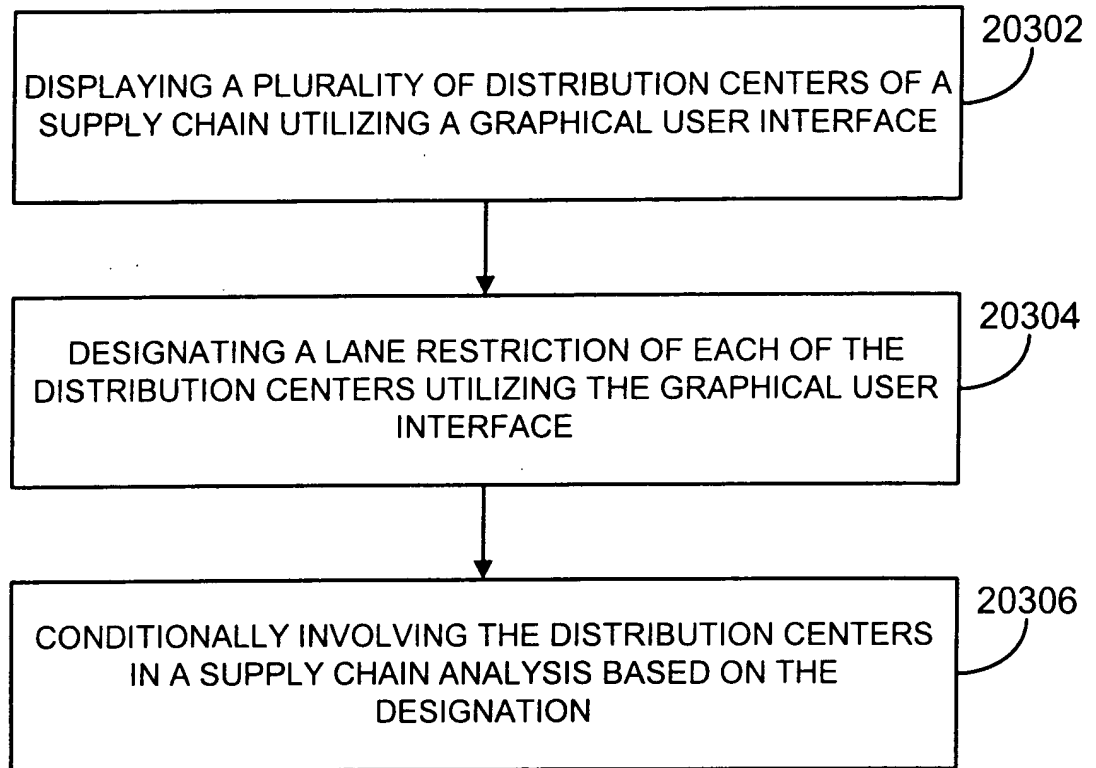 20302
DISPLAYING A PLURALITY OF DISTRIBUTION CENTERS OF A
SUPPLY CHAIN UTILIZING A GRAPHICAL USER INTERFACE
20304
DESIGNATING A LANE RESTRICTION OF EACH OF THE
DISTRIBUTION CENTERS UTILIZING THE GRAPHICAL USER
INTERFACE
20306
CONDITIONALLY INVOLVING THE DISTRIBUTION CENTERS
IN A SUPPLY CHAIN ANALYSIS BASED ON THE
DESIGNATION